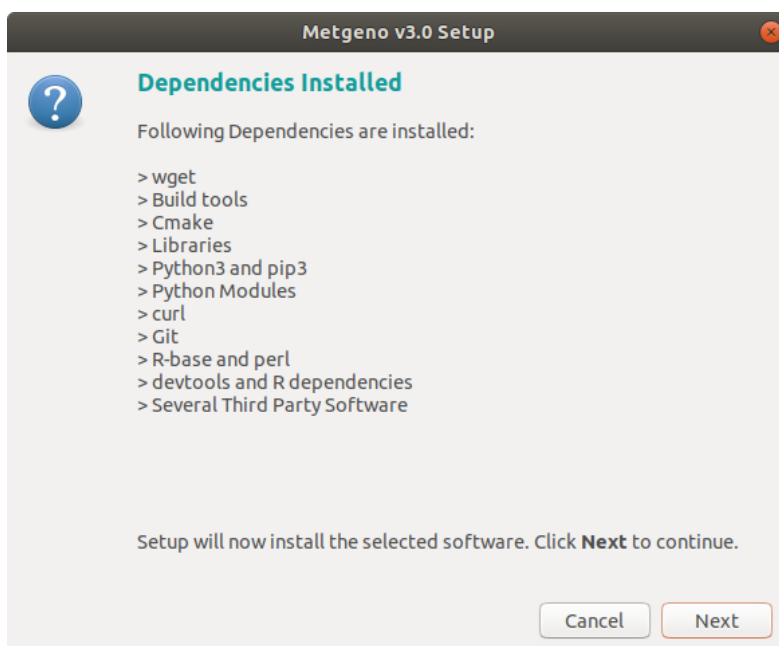 Metgeno v3.0 Setup
Dependencies Installed
Following Dependencies are installed:
> wget
> Build tools
> Cmake
> Libraries
> Python3 and pip3
> Python Modules
> curl
> Git
> R-base and perl
> devtools and R dependencies
> Several Third Party Software
Setup will now install the selected software. Click Next to continue.
Cancel
Next